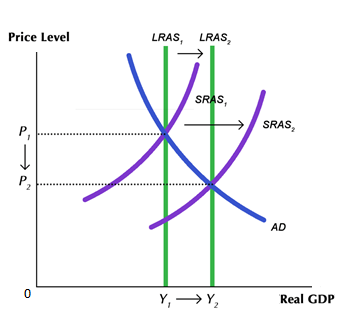 Price Level
LRAS1 LRAS2
SRAS1
SRAS2
P1
P2
AD
0
Y1 Y2
Real GDP